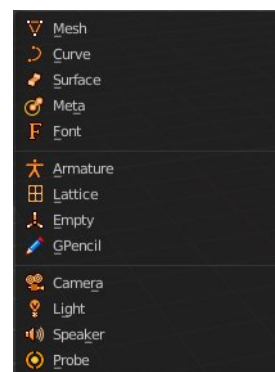 Mesh
Curve
Surface
Meta
Font
Armature
Lattice
Empty
GPencil
Camera
Light
Speaker
Probe